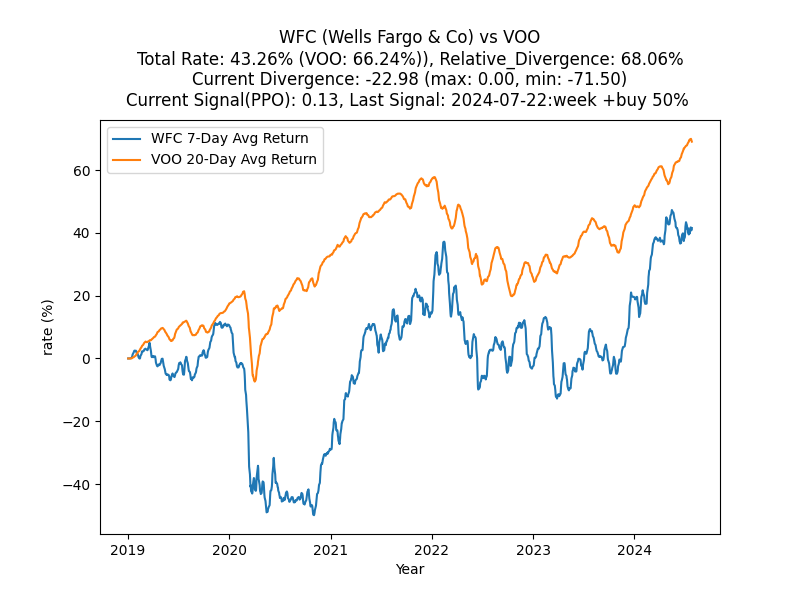 WFC (Wells Fargo & Co) vs VOO
Total Rate: 43.26% (VOO: 66.24%)), Relative_Divergence: 68.06%
Current Divergence: -22.98 (max: 0.00, min: -71.50)
Current Signal(PPO): 0.13, Last Signal: 2024-07-22:week +buy 50%
WFC 7-Day Avg Return
VOO 20-Day Avg Return
60
40
20
0
−20
−40
rate (%)
2019 2020 2021 2022 2023 2024
Year